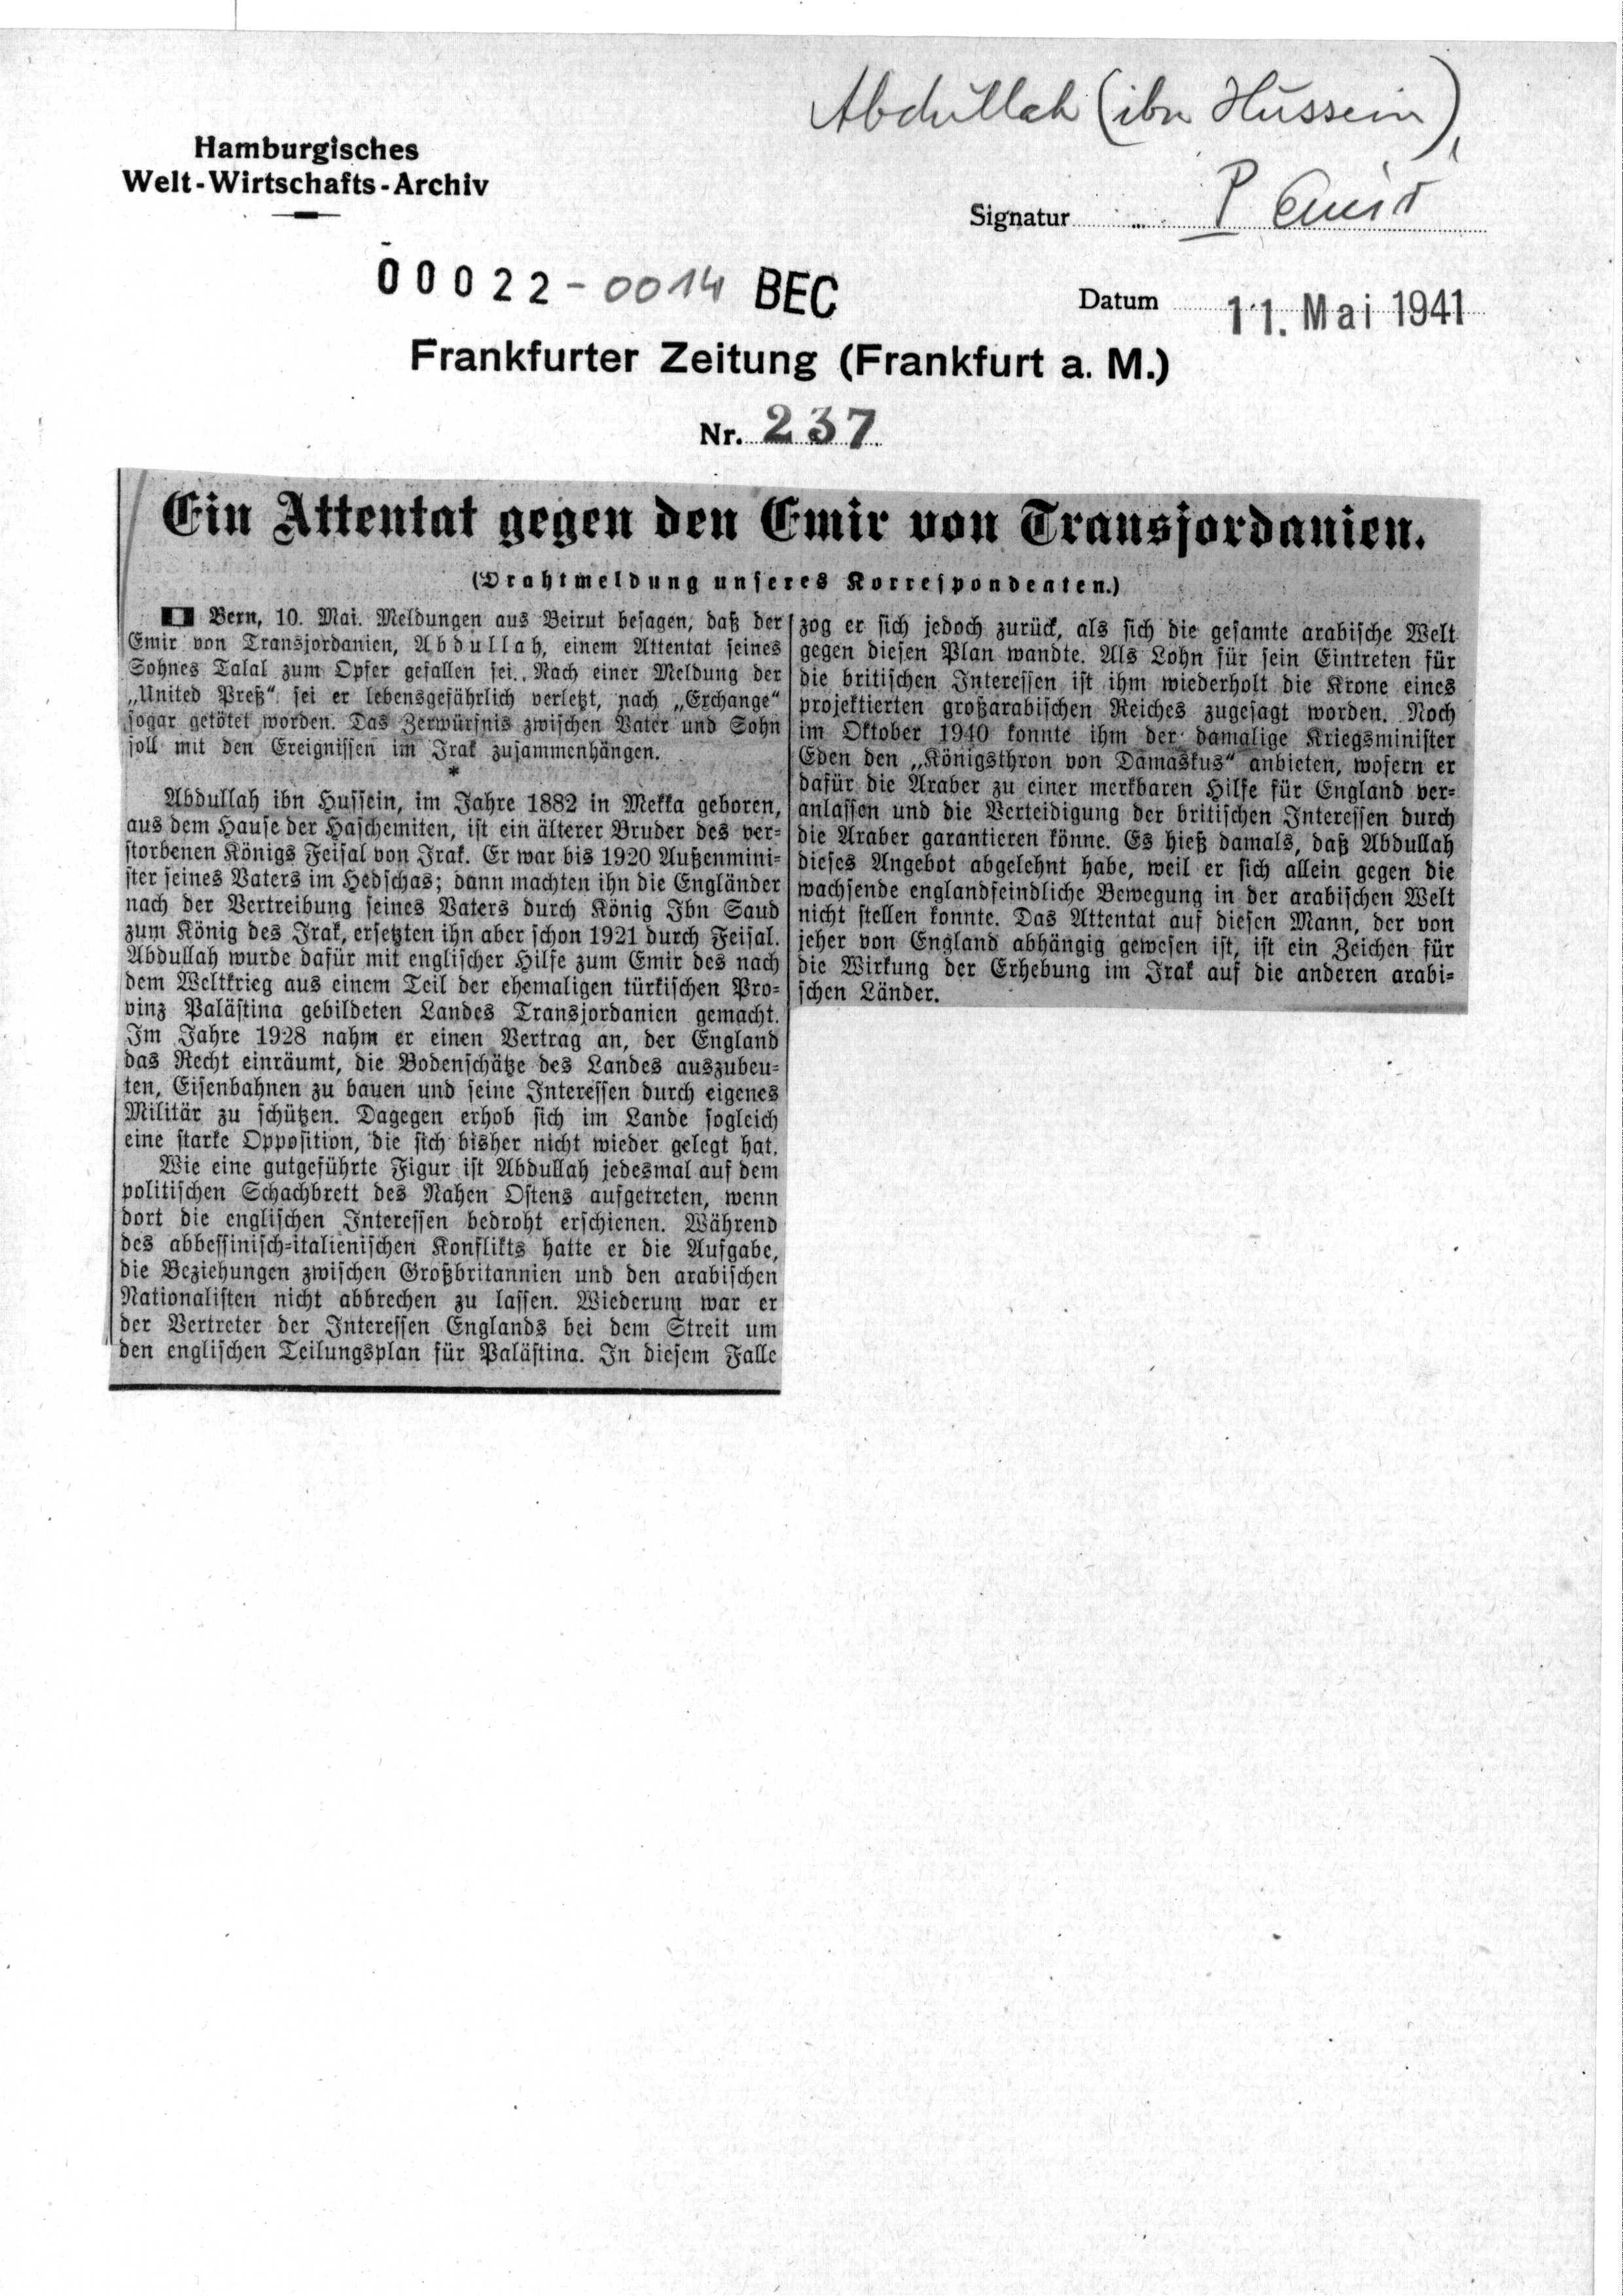 Abdullah (ibn Hussein),
Hamburgisches
Welt-Wirtschafts-Archiv
Signatur P
00022-0014 BEC
Datum 11. Mai 1941
Frankfurter Zeitung (Frankfurt a. M.)
Nr. 237
Ein Attentat gegen den Emir von Transjordanien.
(Drahtmeldung unseres Korrespondenten.)
Bern, 10. Mai. Meldungen aus Beirut besagen, daß der
Emir von Transjordanien, Abdullah, einem Attentat seines
Sohnes Talal zum Opfer gefallen sei. Nach einer Meldung der
„United Preß“ sei er lebensgefährlich verletzt, nach „Exchange“
sogar getötet worden. Das Zerwürfnis zwischen Vater und Sohn
soll mit den Ereignissen im Irak zusammenhängen.
*
Abdullah ibn Hussein, im Jahre 1882 in Mekka geboren,
aus dem Hause der Haschemiten, ist ein älterer Bruder des ver-
storbenen Königs Feisal von Irak. Er war bis 1920 Außenmini-
ster seines Vaters im Hedschas; dann machten ihn die Engländer
nach der Vertreibung seines Vaters durch König Ibn Saud
zum König des Irak, ersetzten ihn aber schon 1921 durch Feisal.
Abdullah wurde dafür mit englischer Hilfe zum Emir des nach
dem Weltkrieg aus einem Teil der ehemaligen türkischen Pro-
vinz Palästina gebildeten Landes Transjordanien gemacht.
Im Jahre 1928 nahm er einen Vertrag an, der England
das Recht einräumt, die Bodenschätze des Landes auszubeu-
ten, Eisenbahnen zu bauen und seine Interessen durch eigenes
Militär zu schützen. Dagegen erhob sich im Lande sogleich
eine starke Opposition, die sich bisher nicht wieder gelegt hat.
Wie eine gutgeführte Figur ist Abdullah jedesmal auf dem
politischen Schachbrett des Nahen Ostens aufgetreten, wenn
dort die englischen Interessen bedroht erschienen. Während
des abbessinisch-italienischen Konflikts hatte er die Aufgabe,
die Beziehungen zwischen Großbritannien und den arabischen
Nationalisten nicht abbrechen zu lassen. Wiederum war er
der Vertreter der Interessen Englands bei dem Streit um
den englischen Teilungsplan für Palästina. In diesem Falle
zog er sich jedoch zurück, als sich die gesamte arabische Welt
gegen diesen Plan wandte. Als Lohn für sein Eintreten für
die britischen Interessen ist ihm wiederholt die Krone eines
projektierten großarabischen Reiches zugesagt worden. Noch
im Oktober 1940 konnte ihm der damalige Kriegsminister
Eden den „Königsthron von Damaskus“ anbieten, wofern er
dafür die Araber zu einer merkbaren Hilfe für England ver-
anlassen und die Verteidigung der britischen Interessen durch
die Araber garantieren könne. Es hieß damals, daß Abdullah
dieses Angebot abgelehnt habe, weil er sich allein gegen die
wachsende englandfeindliche Bewegung in der arabischen Welt
nicht stellen konnte. Das Attentat auf diesen Mann, der von
jeher von England abhängig gewesen ist, ist ein Zeichen für
die Wirkung der Erhebung im Irak auf die anderen arabi-
schen Länder.